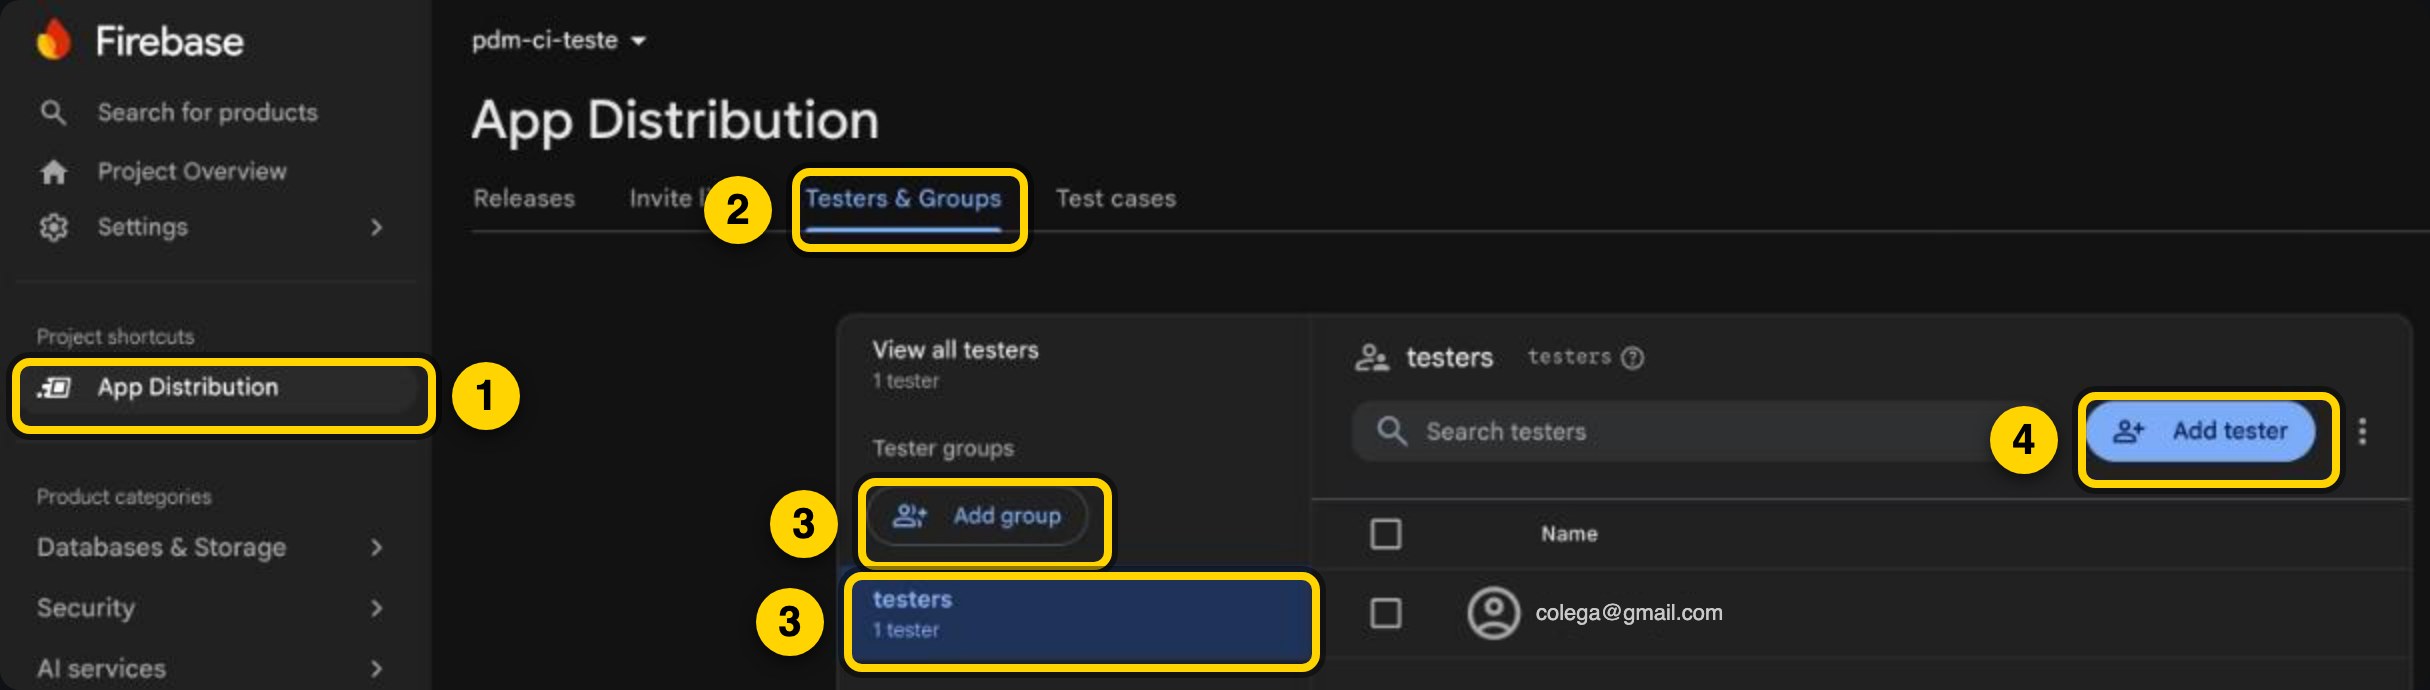 Firebase
Search for products
Project Overview
Settings
Project shortcuts
App Distribution
1
Product categories
Databases & Storage
Security
AI services
pdm-ci-teste
App Distribution
Releases
Invite
2
Testers & Groups
Test cases
View all testers
1 tester
Tester groups
3
Add group
3
testers
1 tester
testers testers
Search testers
4
Add tester
Name
colega@gmail.com